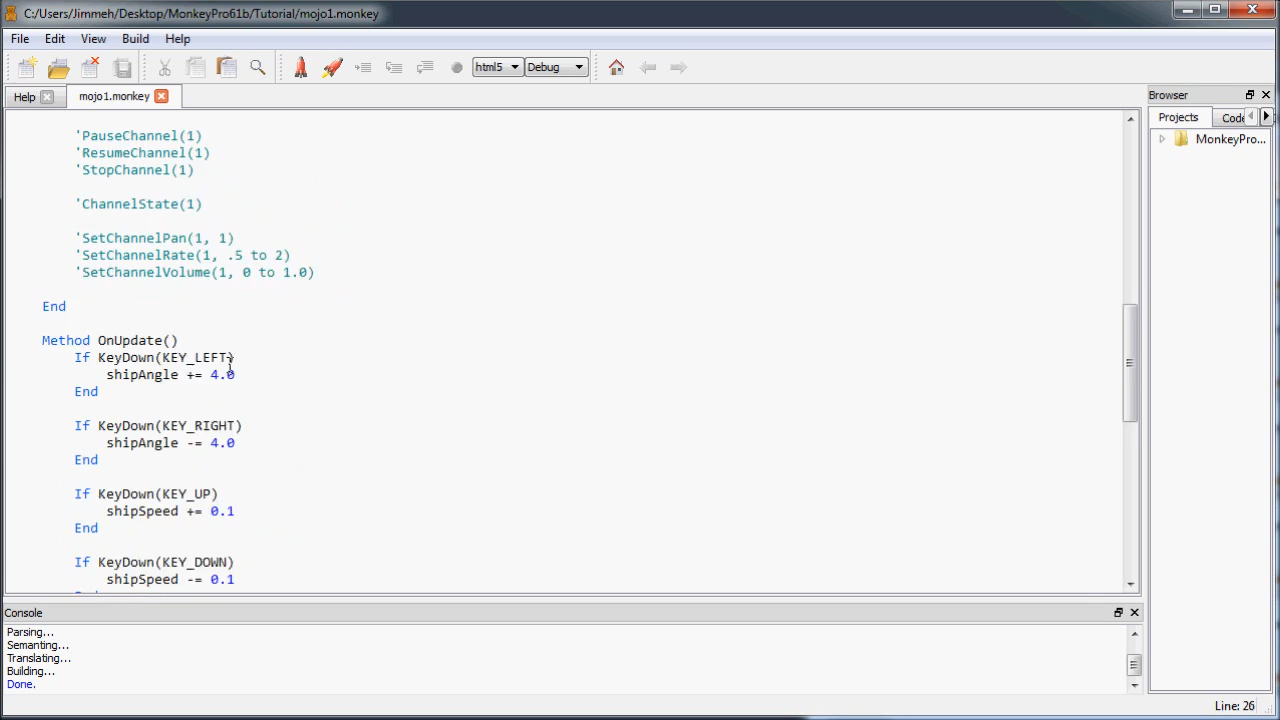 C:/Users/Jimmeh/Desktop/MonkeyPro61b/Tutorial/mojo1.monkey
File Edit View Build Help
html5 Debug
Help mojo1.monkey
'PauseChannel(1)
'ResumeChannel(1)
'StopChannel(1)
'ChannelState(1)
'SetChannelPan(1, 1)
'SetChannelRate(1, .5 to 2)
'SetChannelVolume(1, 0 to 1.0)
End
Method OnUpdate()
If KeyDown(KEY_LEFT)
shipAngle += 4.0
End
If KeyDown(KEY_RIGHT)
shipAngle -= 4.0
End
If KeyDown(KEY_UP)
shipSpeed += 0.1
End
If KeyDown(KEY_DOWN)
shipSpeed -= 0.1
Browser
Projects Code
MonkeyPro...
Console
Parsing...
Semanting...
Translating...
Building...
Done.
Line: 26